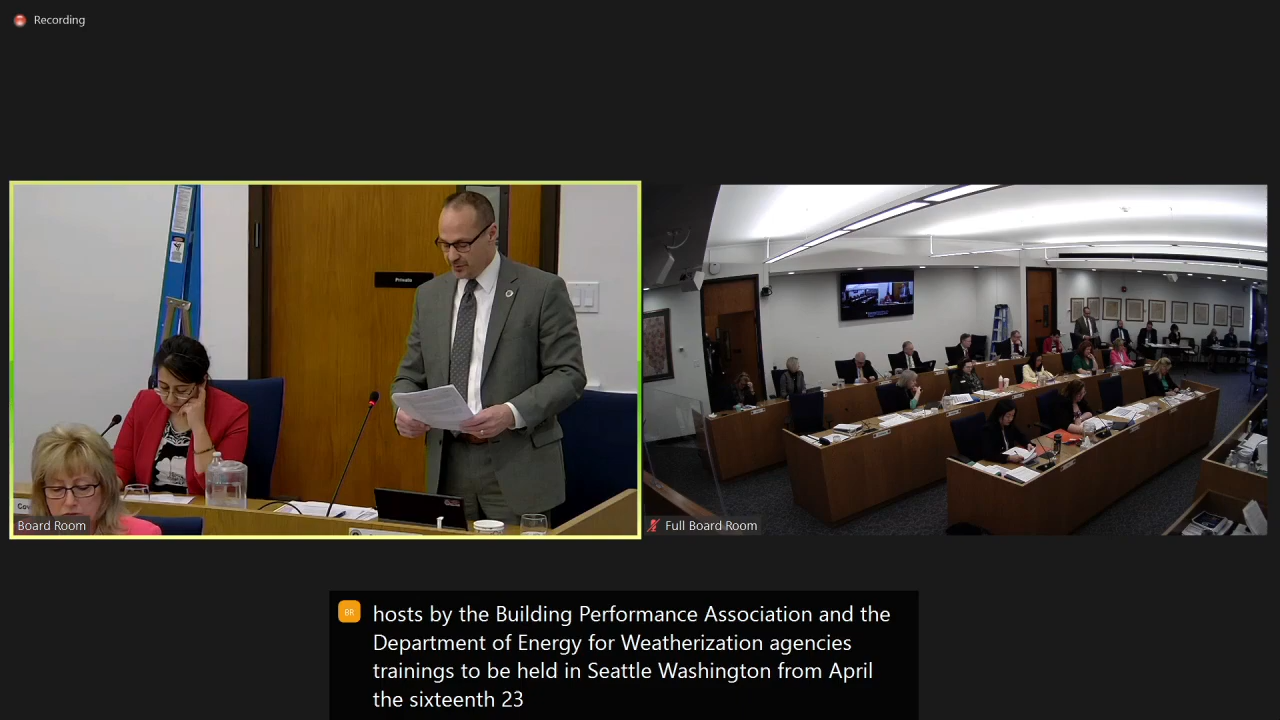 Recording
Private
Gov
Board Room
Full Board Room
BR
hosts by the Building Performance Association and the
Department of Energy for Weatherization agencies
trainings to be held in Seattle Washington from April
the sixteenth 23